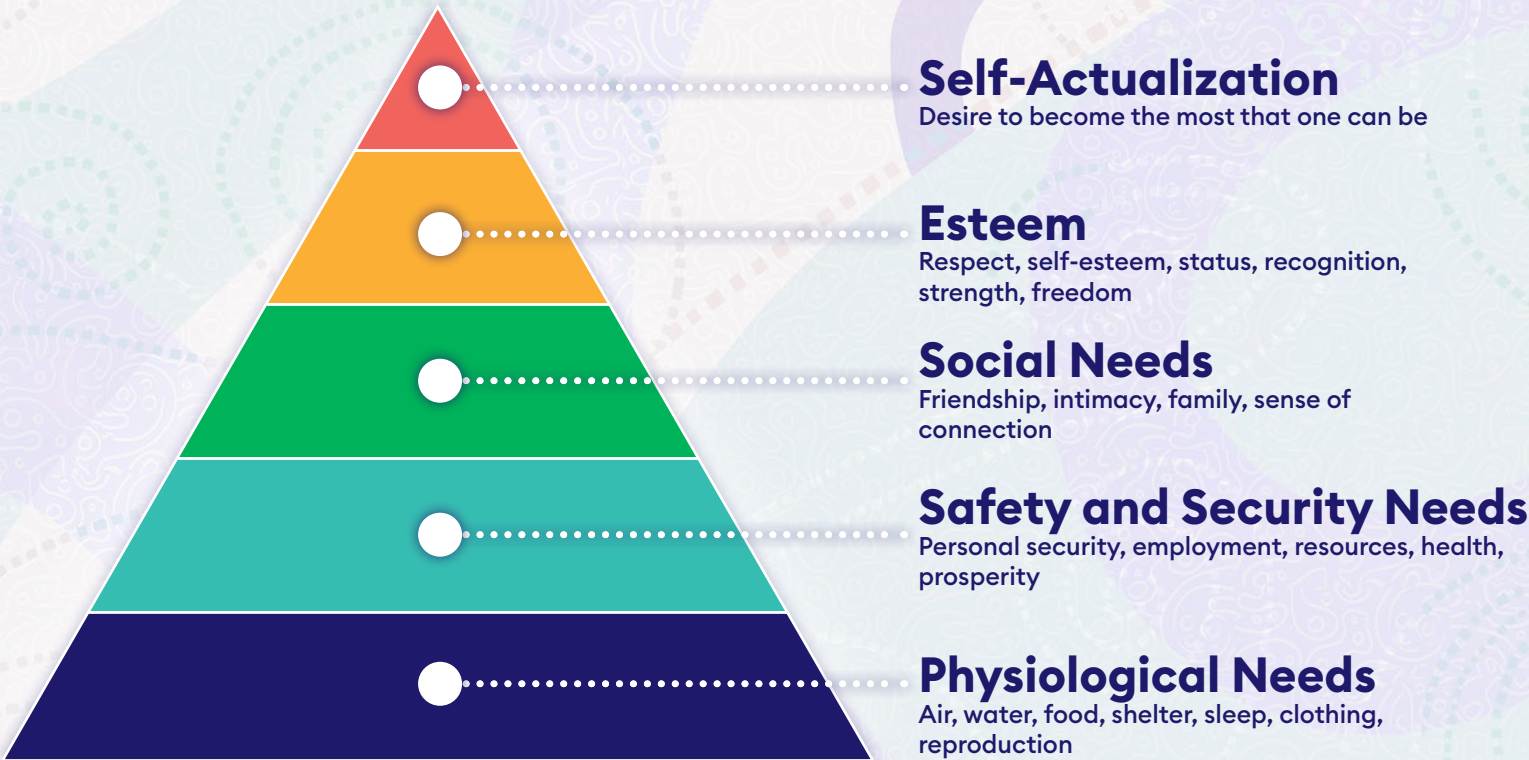 Self-Actualization
Desire to become the most that one can be
Esteem
Respect, self-esteem, status, recognition,
strength, freedom
Social Needs
Friendship, intimacy, family, sense of
connection
Safety and Security Needs
Personal security, employment, resources, health,
prosperity
Physiological Needs
Air, water, food, shelter, sleep, clothing,
reproduction